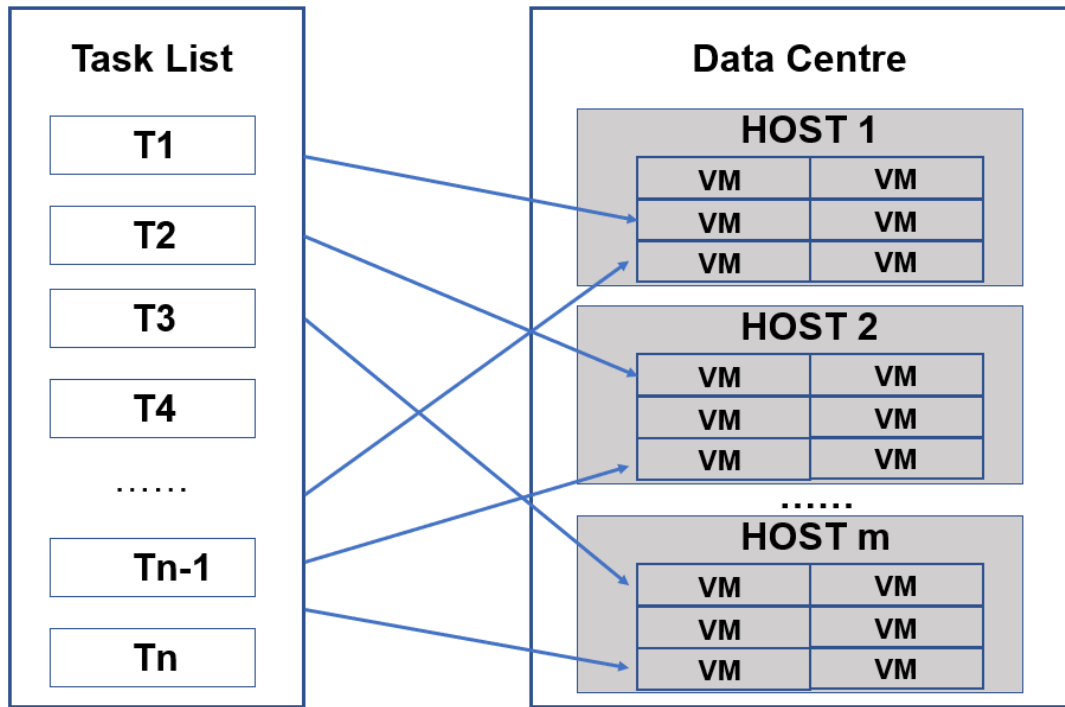 Task List
T1
T2
T3
T4
......
Tn-1
Tn
Data Centre
HOST 1
VM VM
VM VM
VM VM
HOST 2
VM VM
VM VM
VM VM
......
HOST m
VM VM
VM VM
VM VM